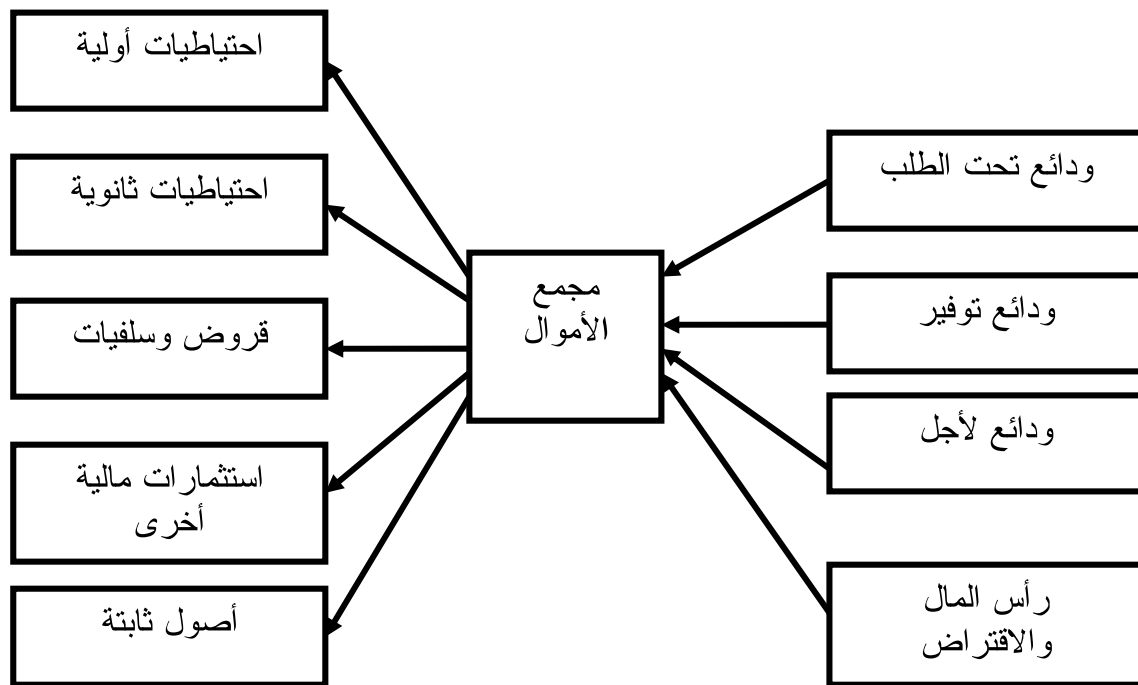 ودائع تحت الطلب
ودائع توفير
ودائع لأجل
رأس المال
والاقتراض
مجمع
الأموال
احتياطيات أولية
احتياطيات ثانوية
قروض وسلفيات
استثمارات مالية
أخرى
أصول ثابتة